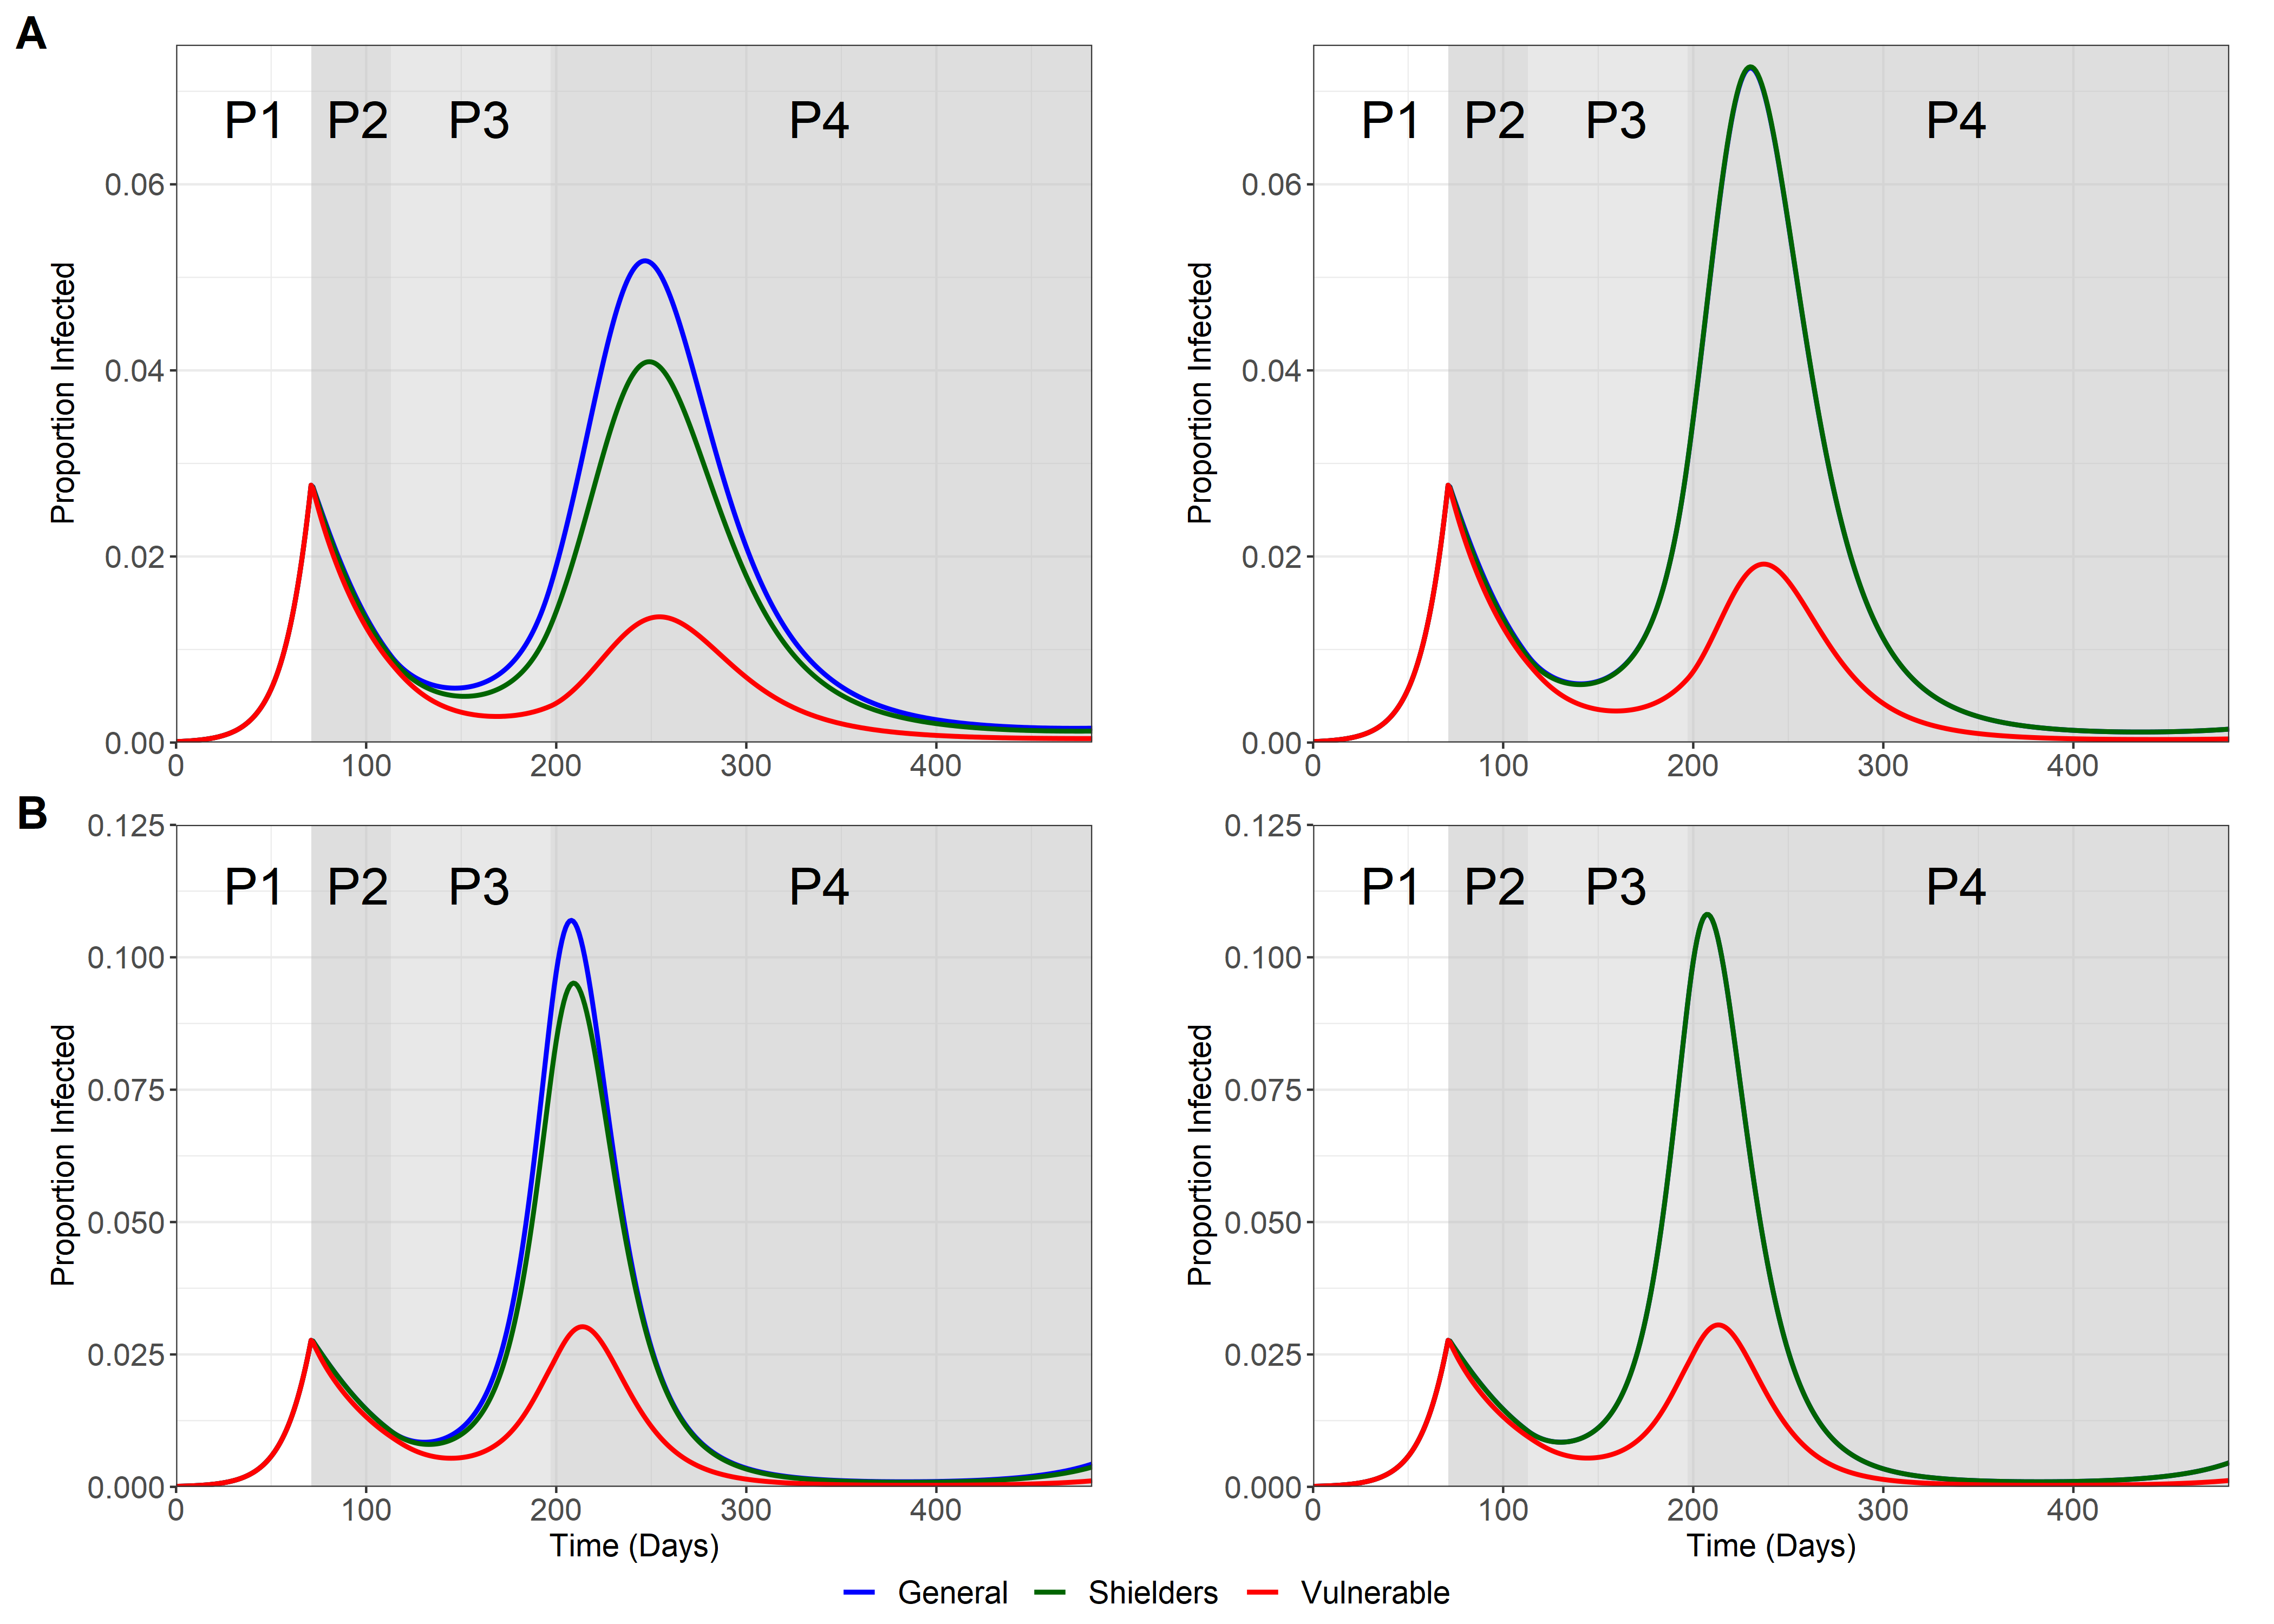 A
P1 P2 P3 P4
Proportion Infected
0.06
0.04
0.02
0.00
0 100 200 300 400
P1 P2 P3 P4
Proportion Infected
0.06
0.04
0.02
0.00
0 100 200 300 400
B
P1 P2 P3 P4
Proportion Infected
0.125
0.100
0.075
0.050
0.025
0.000
0 100 200 300 400
Time (Days)
P1 P2 P3 P4
Proportion Infected
0.125
0.100
0.075
0.050
0.025
0.000
0 100 200 300 400
Time (Days)
General Shielders Vulnerable